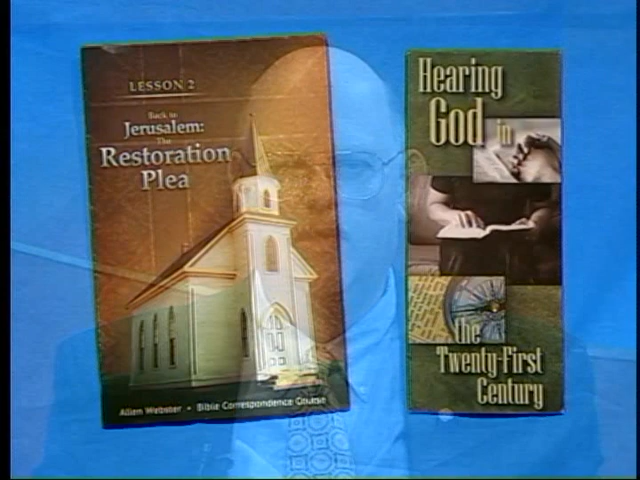 LESSON 2
Back to
Jerusalem:
The
Restoration
Plea
Allen Webster • Bible Correspondence Course
Hearing
God in
the
Twenty-First
Century